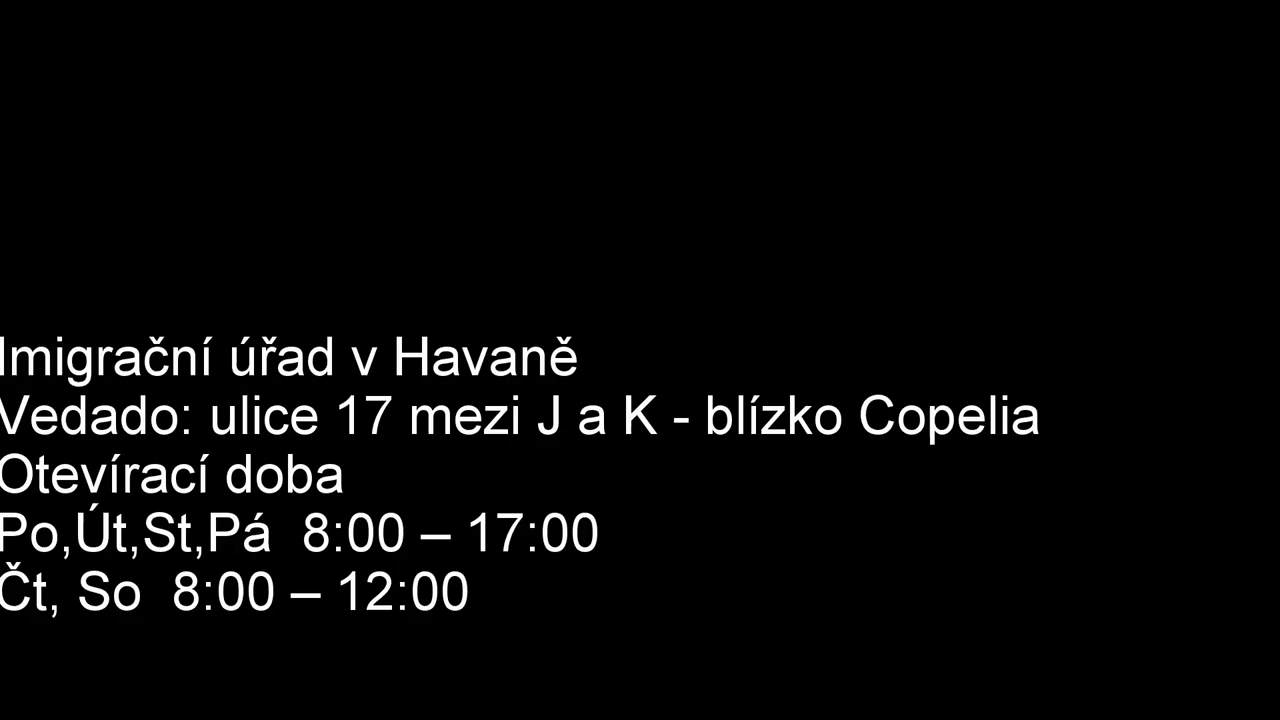 Imigrační úřad v Havaně
Vedado: ulice 17 mezi J a K - blízko Copelia
Otevírací doba
Po,Út,St,Pá  8:00 – 17:00
Čt, So  8:00 – 12:00